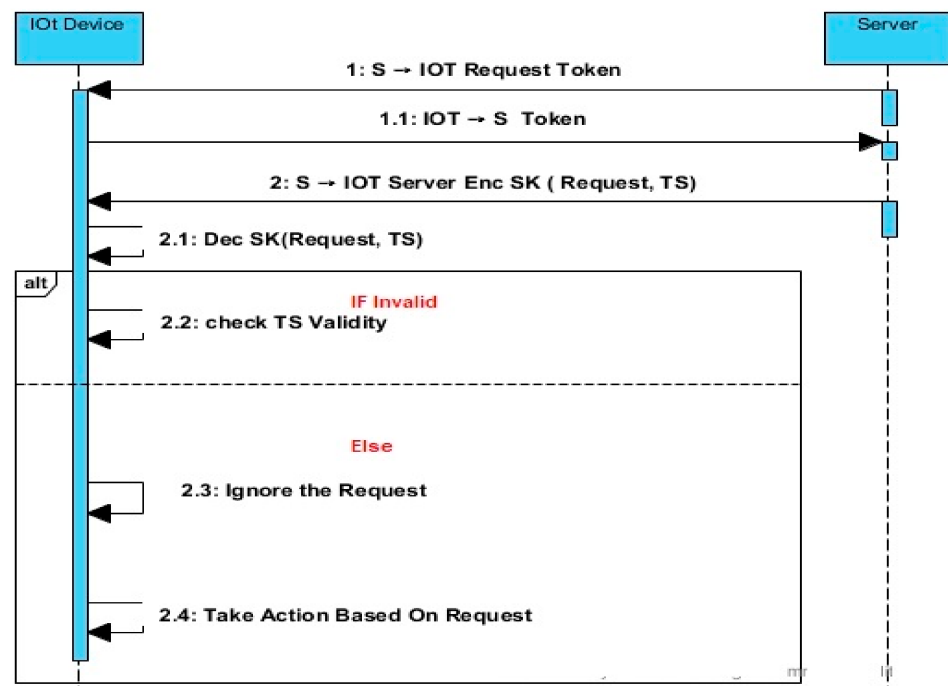 IOt Device
Server
1: S → IOT Request Token
1.1: IOT → S Token
2: S → IOT Server Enc SK ( Request, TS)
2.1: Dec SK(Request, TS)
alt
IF Invalid
2.2: check TS Validity
Else
2.3: Ignore the Request
2.4: Take Action Based On Request